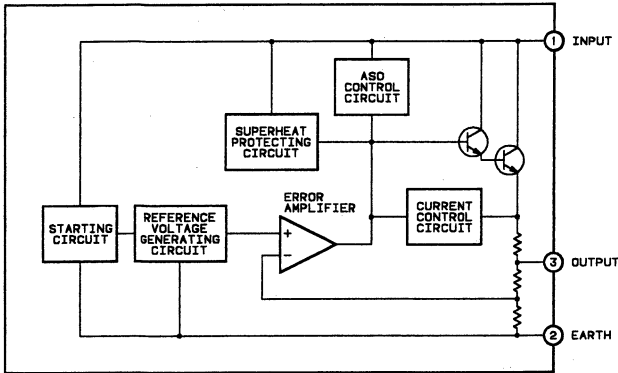 1 INPUT
ASO
CONTROL
CIRCUIT
SUPERHEAT
PROTECTING
CIRCUIT
ERROR
AMPLIFIER
CURRENT
CONTROL
CIRCUIT
STARTING
CIRCUIT
REFERENCE
VOLTAGE
GENERATING
CIRCUIT
+
−
3 OUTPUT
2 EARTH